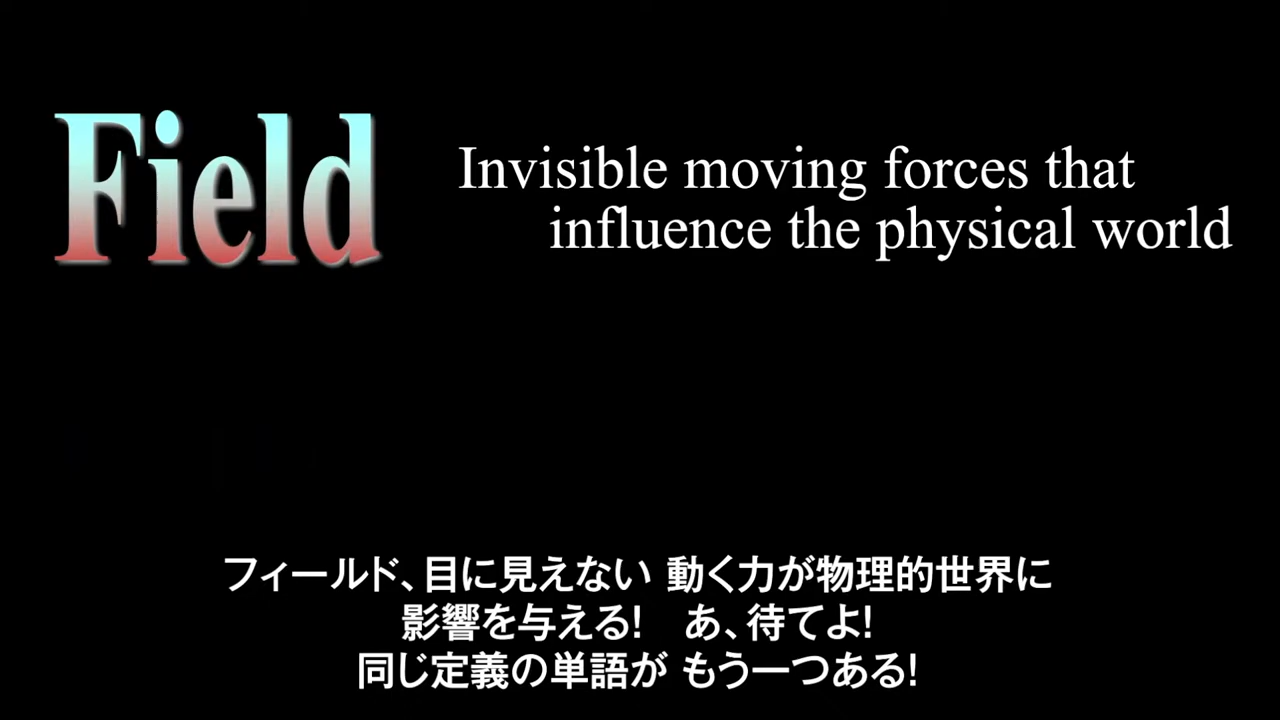 Field
Invisible moving forces that
influence the physical world
フィールド、目に見えない 動く力が物理的世界に
影響を与える!　あ、待てよ!
同じ定義の単語が もう一つある!